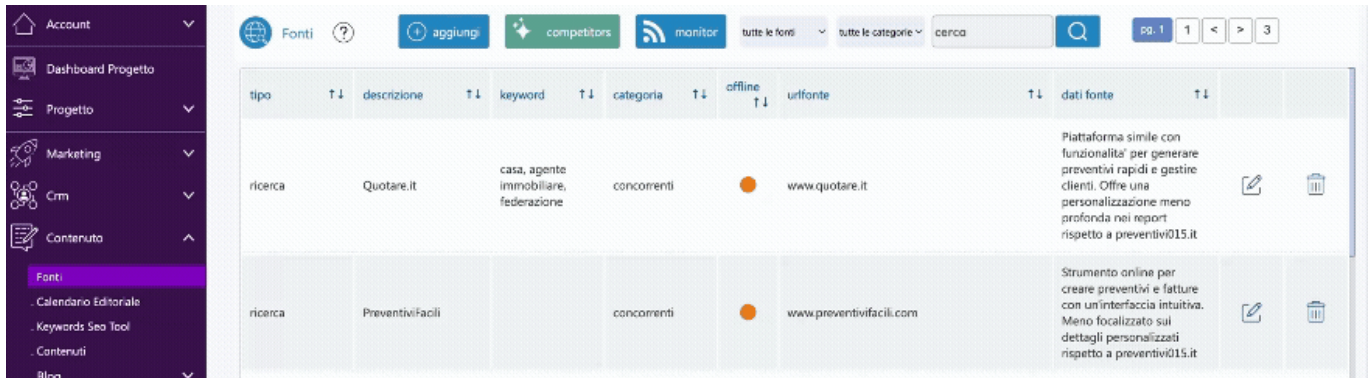 Account
Dashboard Progetto
Progetto
Marketing
Crm
Contenuto
Fonti
. Calendario Editoriale
. Keywords Seo Tool
. Contenuti
. Blog
Fonti ? aggiungi competitors monitor tutte le fonti tutte le categorie cerca pg. 1 1 < > 3
tipo ↑↓ descrizione ↑↓ keyword ↑↓ categoria ↑↓ offline ↑↓ urlfonte ↑↓ dati fonte ↑↓
ricerca
Quotare.it
casa, agente
immobiliare,
federazione
concorrenti
www.quotare.it
Piattaforma simile con
funzionalita' per generare
preventivi rapidi e gestire
clienti. Offre una
personalizzazione meno
profonda nei report
rispetto a preventivi015.it
ricerca
PreventiviFacili
concorrenti
www.preventivifacili.com
Strumento online per
creare preventivi e fatture
con un'interfaccia intuitiva.
Meno focalizzato sui
dettagli personalizzati
rispetto a preventivi015.it